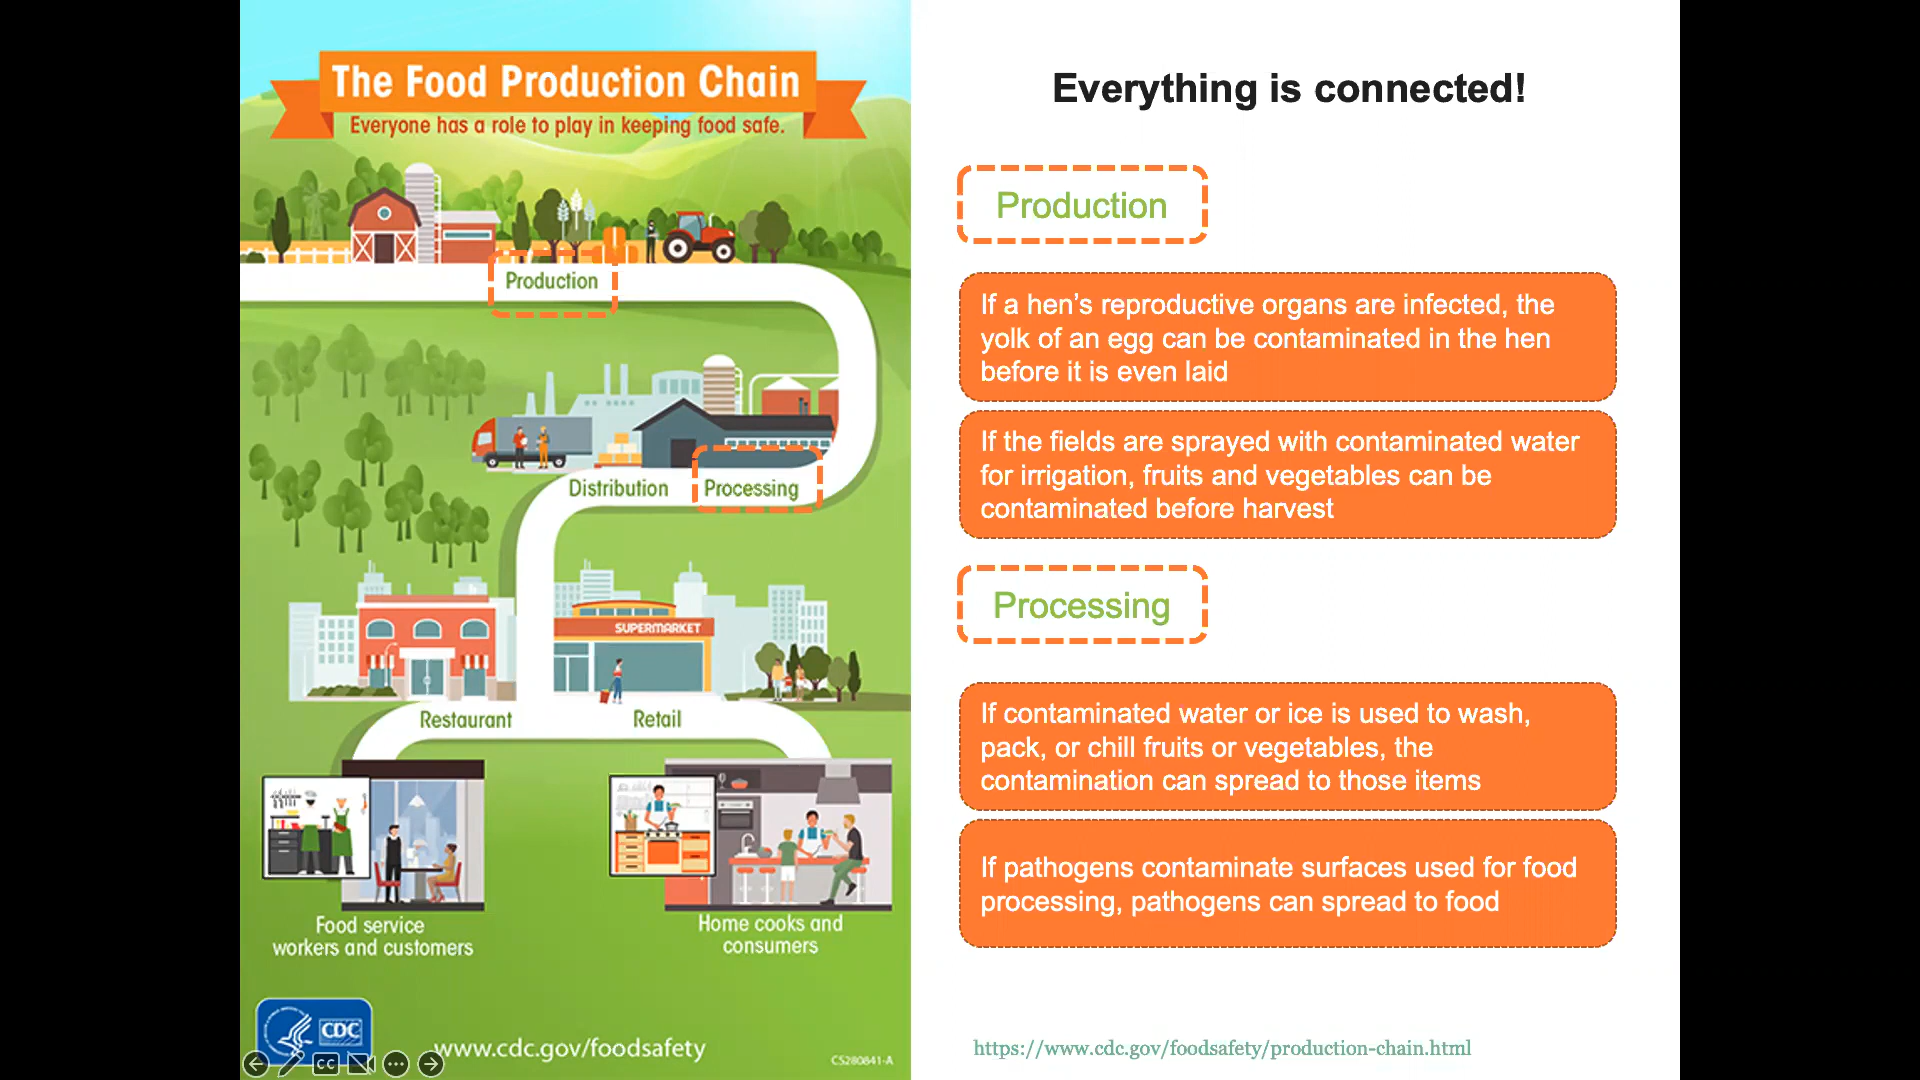 The Food Production Chain
Everyone has a role to play in keeping food safe.
Production
Distribution
Processing
SUPERMARKET
Restaurant
Retail
Food service
workers and customers
Home cooks and
consumers
CDC
www.cdc.gov/foodsafety
CS280841-A
CC
Everything is connected!
Production
If a hen’s reproductive organs are infected, the
yolk of an egg can be contaminated in the hen
before it is even laid
If the fields are sprayed with contaminated water
for irrigation, fruits and vegetables can be
contaminated before harvest
Processing
If contaminated water or ice is used to wash,
pack, or chill fruits or vegetables, the
contamination can spread to those items
If pathogens contaminate surfaces used for food
processing, pathogens can spread to food
https://www.cdc.gov/foodsafety/production-chain.html